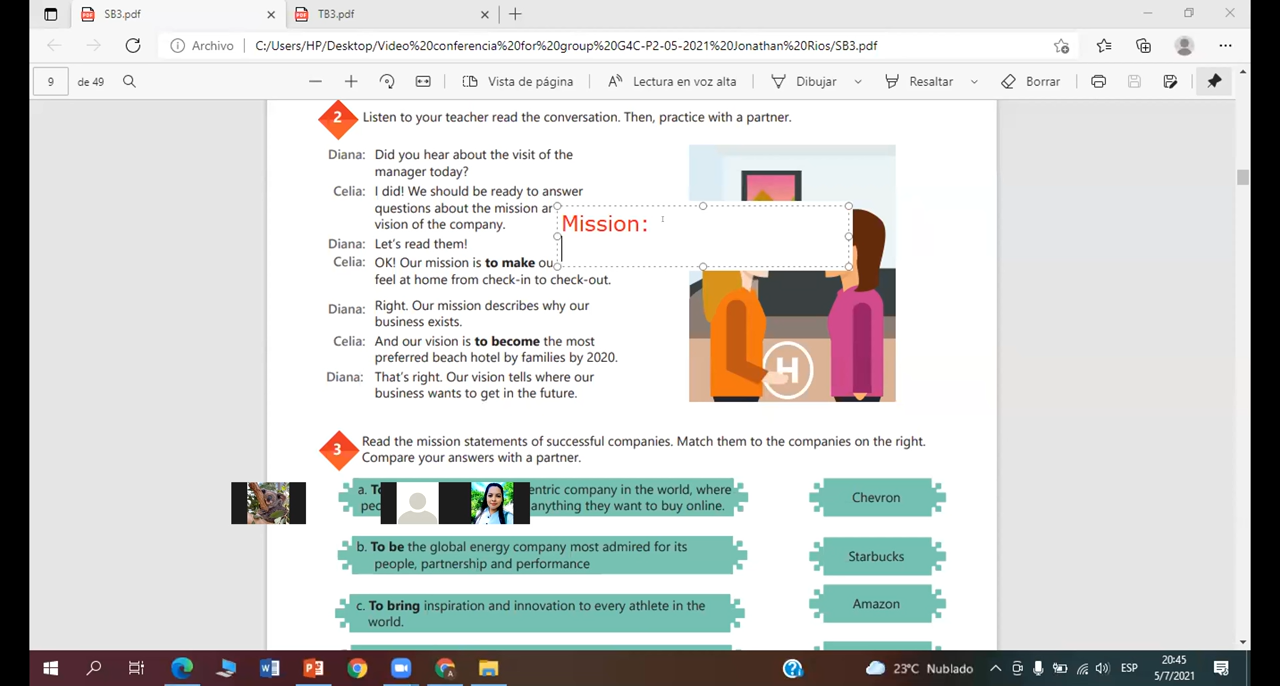 SB3.pdf
TB3.pdf
Archivo
C:/Users/HP/Desktop/Video%20conferencia%20for%20group%20G4C-P2-05-2021%20Jonathan%20Rios/SB3.pdf
9 de 49
Vista de página
Lectura en voz alta
Dibujar
Resaltar
Borrar
2 Listen to your teacher read the conversation. Then, practice with a partner.
Diana: Did you hear about the visit of the
manager today?
Celia: I did! We should be ready to answer
questions about the mission
vision of the company.
Mission:
Diana: Let's read them!
Celia: OK! Our mission is to make
feel at home from check-in to check-out.
Diana: Right. Our mission describes why our
business exists.
Celia: And our vision is to become the most
preferred beach hotel by families by 2020.
Diana: That's right. Our vision tells where our
business wants to get in the future.
H
3 Read the mission statements of successful companies. Match them to the companies on the right.
Compare your answers with a partner.
a. company in the world, where
anything they want to buy online.
Chevron
b. To be the global energy company most admired for its
people, partnership and performance
Starbucks
c. To bring inspiration and innovation to every athlete in the
world.
Amazon
23°C Nublado
ESP
20:45
5/7/2021